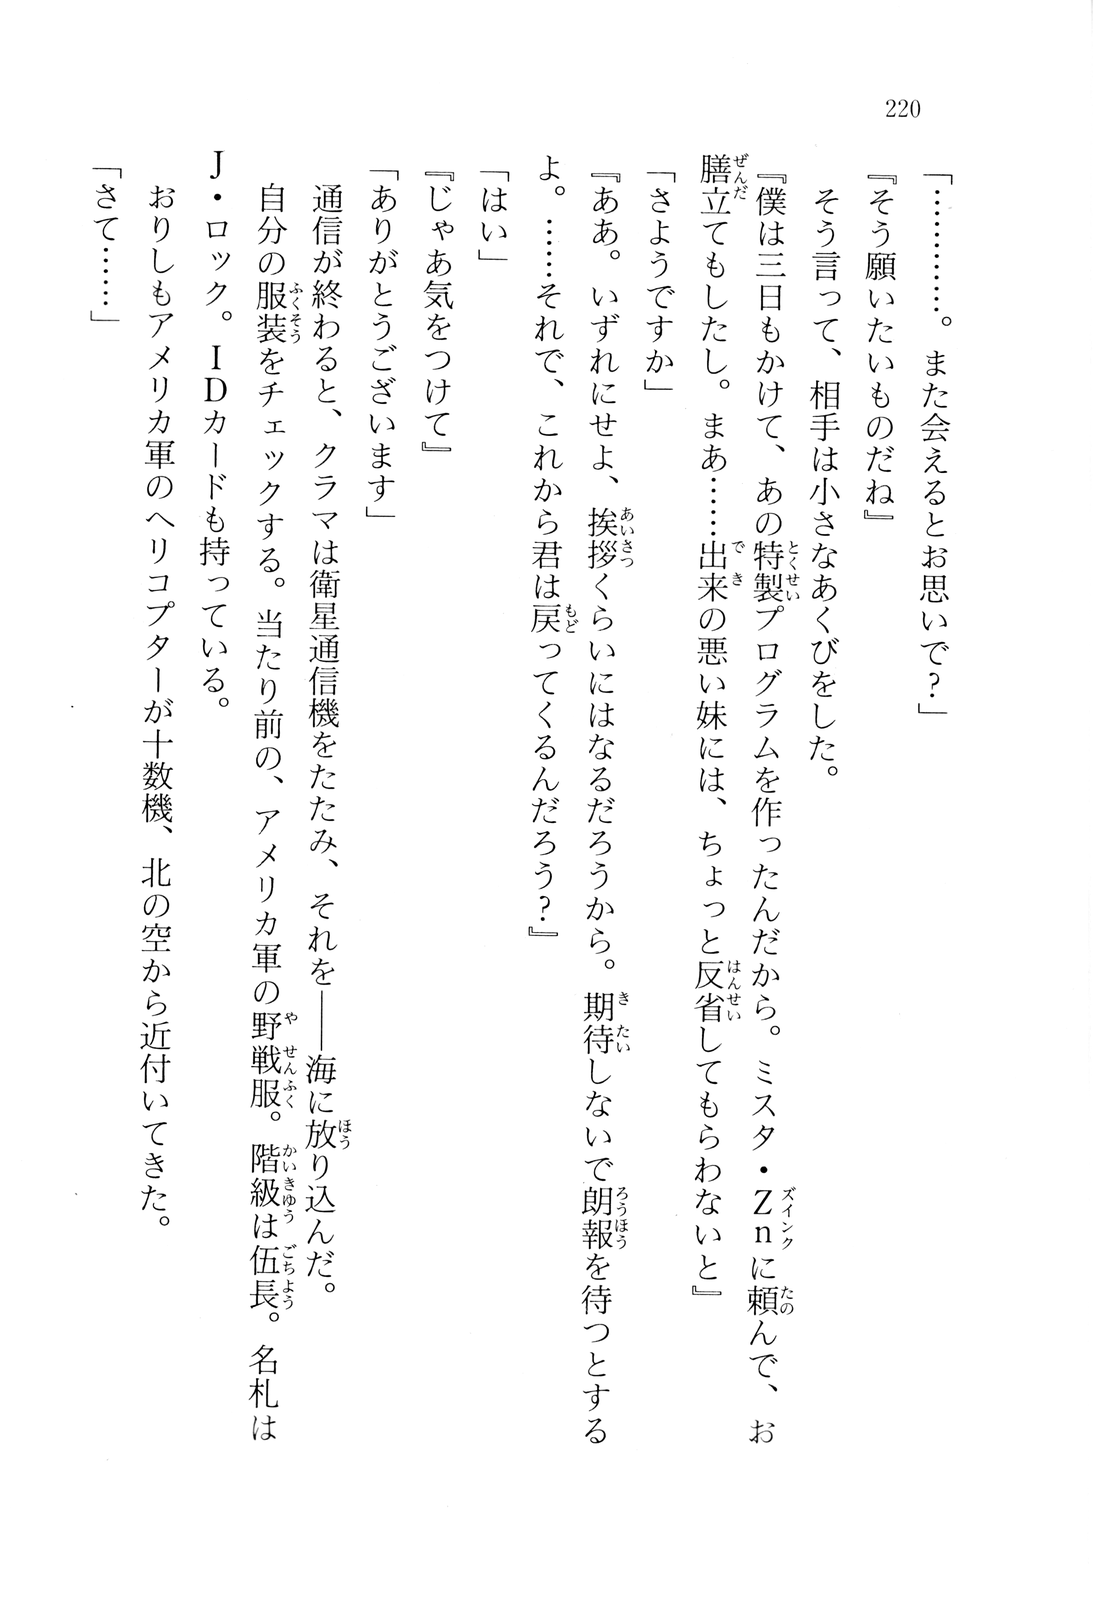 220
「…………。また会えるとお思いで？」
『そう願いたいものだね』
　そう言って、相手は小さなあくびをした。
『僕は三日もかけて、あの特製プログラムを作ったんだから。ミスタ・Ｚｎに頼んで、お
膳立てもしたし。まあ……出来の悪い妹には、ちょっと反省してもらわないと』
「さようですか」
『ああ。いずれにせよ、挨拶くらいにはなるだろうから。期待しないで朗報を待つとする
よ。……それで、これから君は戻ってくるんだろう？』
「はい」
『じゃあ気をつけて』
「ありがとうございます」
　通信が終わると、クラマは衛星通信機をたたみ、それを――海に放り込んだ。
　自分の服装をチェックする。当たり前の、アメリカ軍の野戦服。階級は伍長。名札は
Ｊ・ロック。ＩＤカードも持っている。
　おりしもアメリカ軍のヘリコプターが十数機、北の空から近付いてきた。
「さて……」